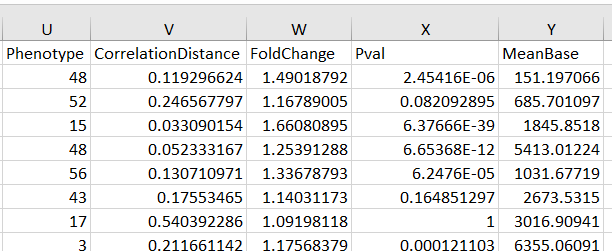 U V W X Y
Phenotype CorrelationDistance FoldChange Pval MeanBase
48 0.119296624 1.49018792 2.45416E-06 151.197066
52 0.246567797 1.16789005 0.082092895 685.701097
15 0.033090154 1.66080895 6.37666E-39 1845.8518
48 0.052333167 1.25391288 6.65368E-12 5413.01224
56 0.130710971 1.33678793 6.2476E-05 1031.67719
43 0.17553465 1.14031173 0.164851297 2673.5315
17 0.540392286 1.09198118 1 3016.90941
3 0.211661142 1.17568379 0.000121103 6355.06091